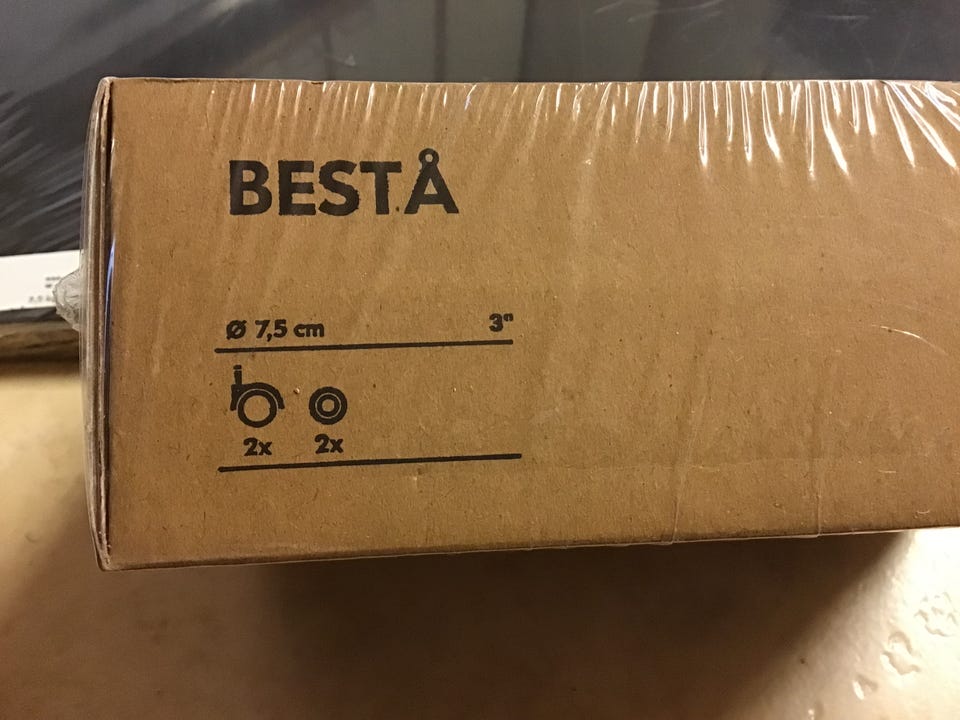 BESTÅ
Ø 7,5 cm 3"
2x 2x